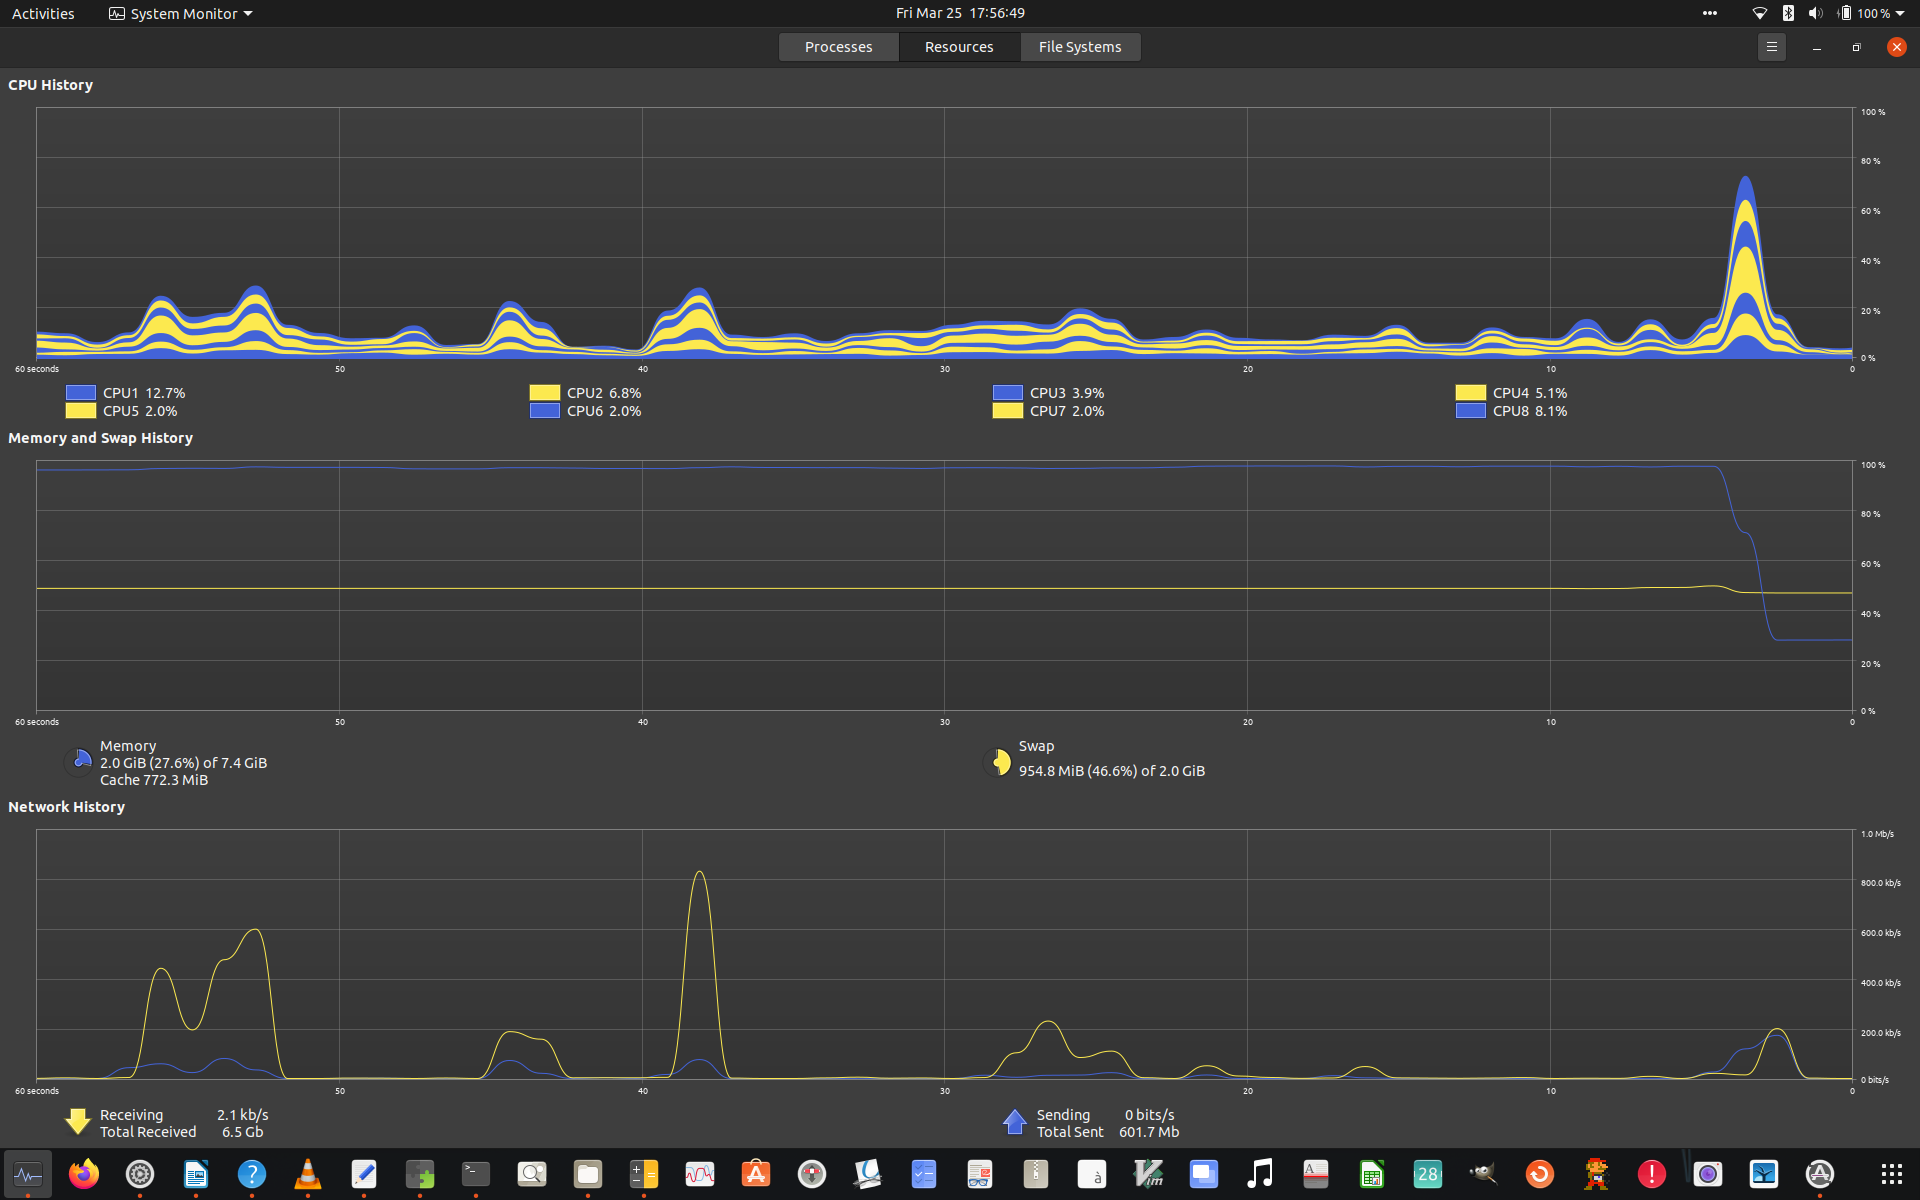 Activities System Monitor Fri Mar 25 17:56:49 100 %
Processes Resources File Systems
CPU History
100 %
80 %
60 %
40 %
20 %
0 %
60 seconds 50 40 30 20 10 0
CPU1 12.7% CPU2 6.8% CPU3 3.9% CPU4 5.1%
CPU5 2.0% CPU6 2.0% CPU7 2.0% CPU8 8.1%
Memory and Swap History
100 %
80 %
60 %
40 %
20 %
0 %
60 seconds 50 40 30 20 10 0
Memory
2.0 GiB (27.6%) of 7.4 GiB
Cache 772.3 MiB
Swap
954.8 MiB (46.6%) of 2.0 GiB
Network History
1.0 Mb/s
800.0 kb/s
600.0 kb/s
400.0 kb/s
200.0 kb/s
0 bits/s
60 seconds 50 40 30 20 10 0
Receiving 2.1 kb/s
Total Received 6.5 Gb
Sending 0 bits/s
Total Sent 601.7 Mb
? >_ A à Vim A 28 !